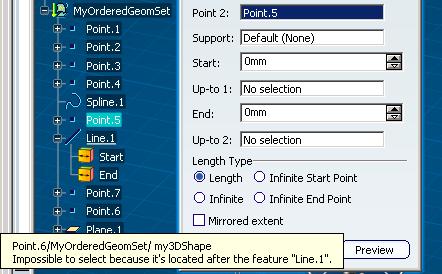 MyOrderedGeomSet
Point.1
Point.2
Point.3
Point.4
Spline.1
Point.5
Line.1
Start
End
Point.7
Point.6
Plane.1
Point 2: Point.5
Support: Default (None)
Start: 0mm
Up-to 1: No selection
End: 0mm
Up-to 2: No selection
Length Type
Length Infinite Start Point
Infinite Infinite End Point
Mirrored extent
Preview
Point.6/MyOrderedGeomSet/ my3DShape
Impossible to select because it's located after the feature "Line.1".